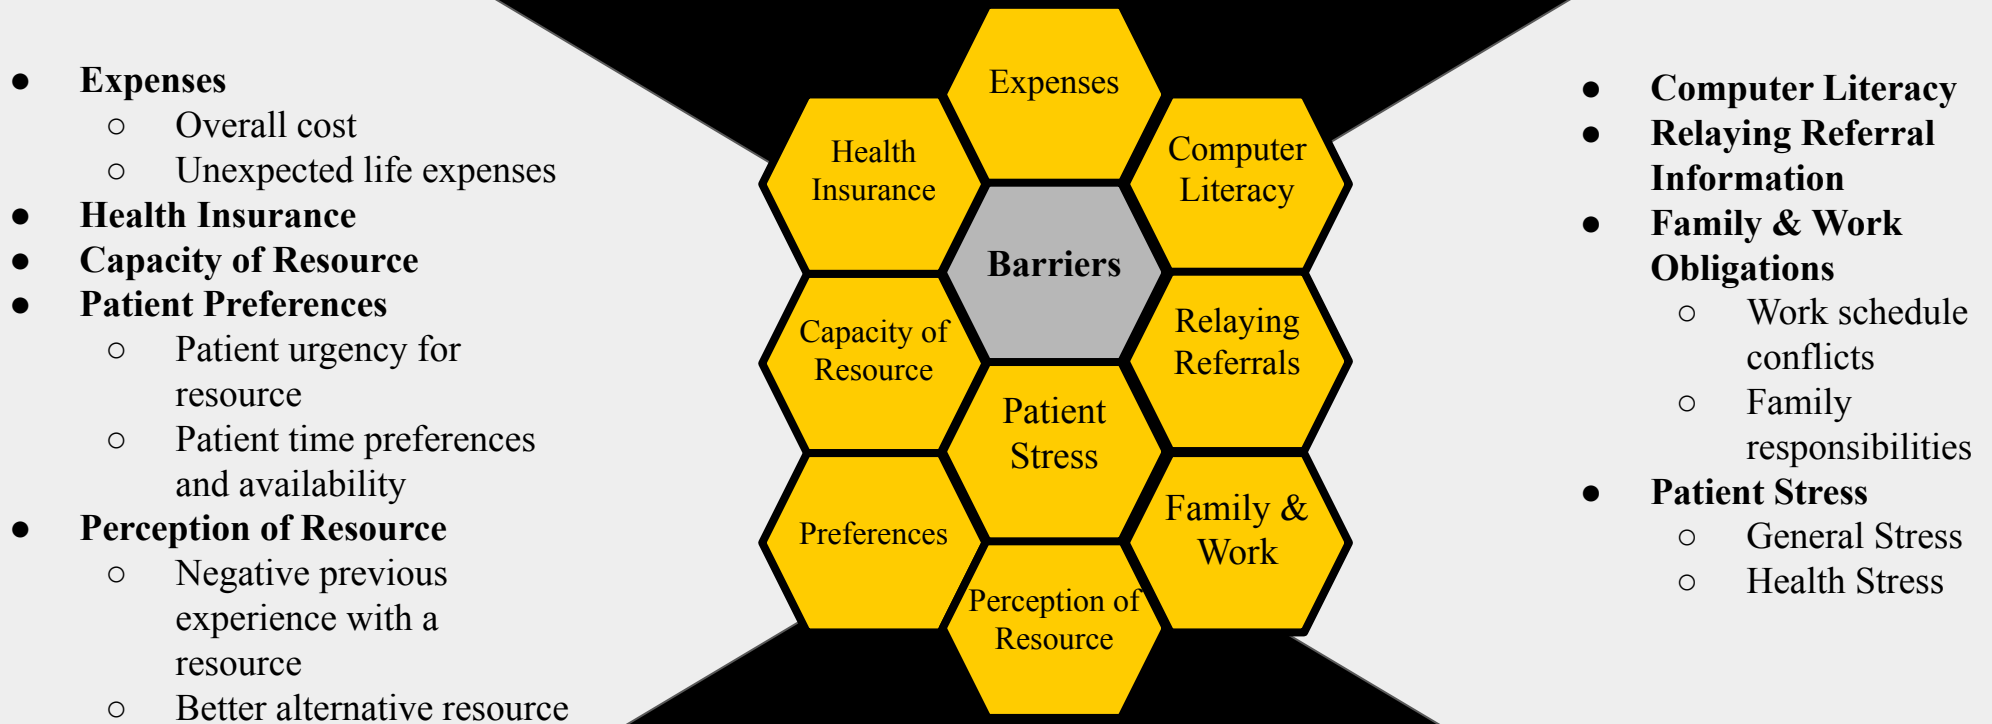 ● Expenses
○ Overall cost
○ Unexpected life expenses
● Health Insurance
● Capacity of Resource
● Patient Preferences
○ Patient urgency for
resource
○ Patient time preferences
and availability
● Perception of Resource
○ Negative previous
experience with a
resource
○ Better alternative resource
Expenses
Health
Insurance
Computer
Literacy
Barriers
Capacity of
Resource
Relaying
Referrals
Patient
Stress
Preferences
Family &
Work
Perception of
Resource
● Computer Literacy
● Relaying Referral
Information
● Family & Work
Obligations
○ Work schedule
conflicts
○ Family
responsibilities
● Patient Stress
○ General Stress
○ Health Stress